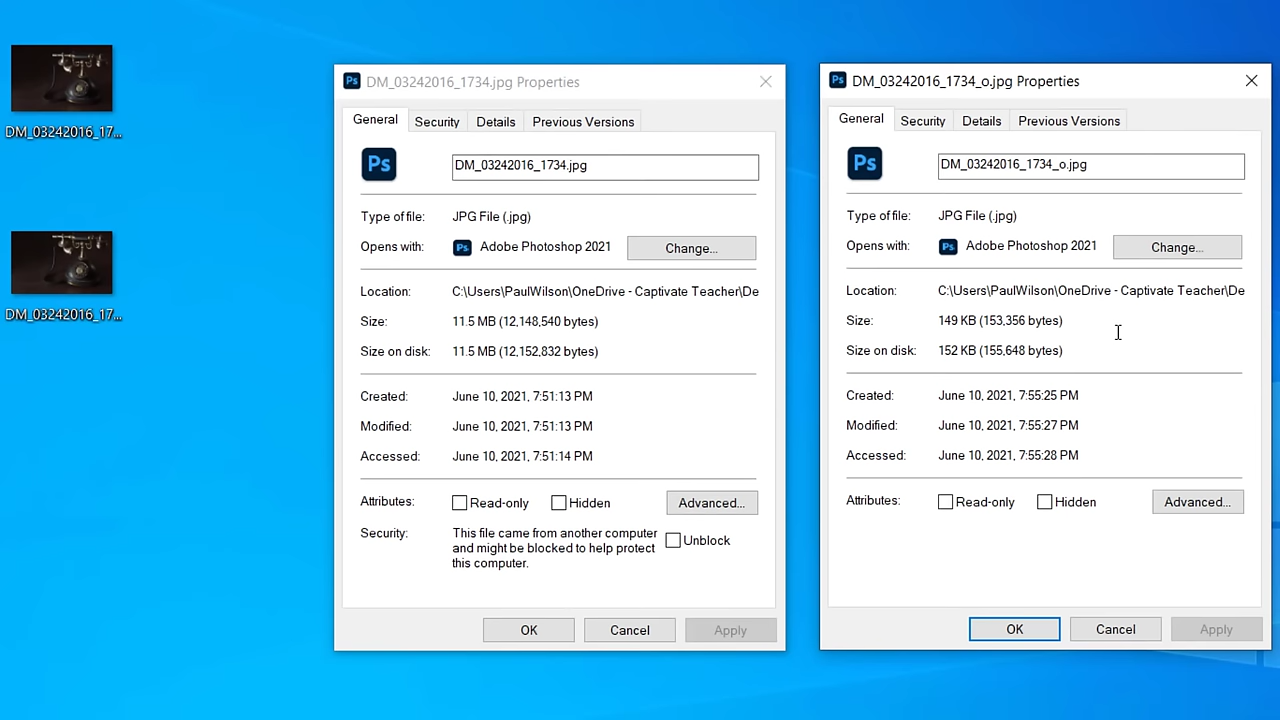 DM_03242016_17...
DM_03242016_17...
Ps DM_03242016_1734.jpg Properties
General Security Details Previous Versions
Ps DM_03242016_1734.jpg
Type of file: JPG File (.jpg)
Opens with: Ps Adobe Photoshop 2021 Change...
Location: C:\Users\PaulWilson\OneDrive - Captivate Teacher\De
Size: 11.5 MB (12,148,540 bytes)
Size on disk: 11.5 MB (12,152,832 bytes)
Created: June 10, 2021, 7:51:13 PM
Modified: June 10, 2021, 7:51:13 PM
Accessed: June 10, 2021, 7:51:14 PM
Attributes: Read-only Hidden Advanced...
Security: This file came from another computer
and might be blocked to help protect
this computer.
Unblock
OK Cancel Apply
Ps DM_03242016_1734_o.jpg Properties
General Security Details Previous Versions
Ps DM_03242016_1734_o.jpg
Type of file: JPG File (.jpg)
Opens with: Ps Adobe Photoshop 2021 Change...
Location: C:\Users\PaulWilson\OneDrive - Captivate Teacher\De
Size: 149 KB (153,356 bytes)
Size on disk: 152 KB (155,648 bytes)
Created: June 10, 2021, 7:55:25 PM
Modified: June 10, 2021, 7:55:27 PM
Accessed: June 10, 2021, 7:55:28 PM
Attributes: Read-only Hidden Advanced...
OK Cancel Apply